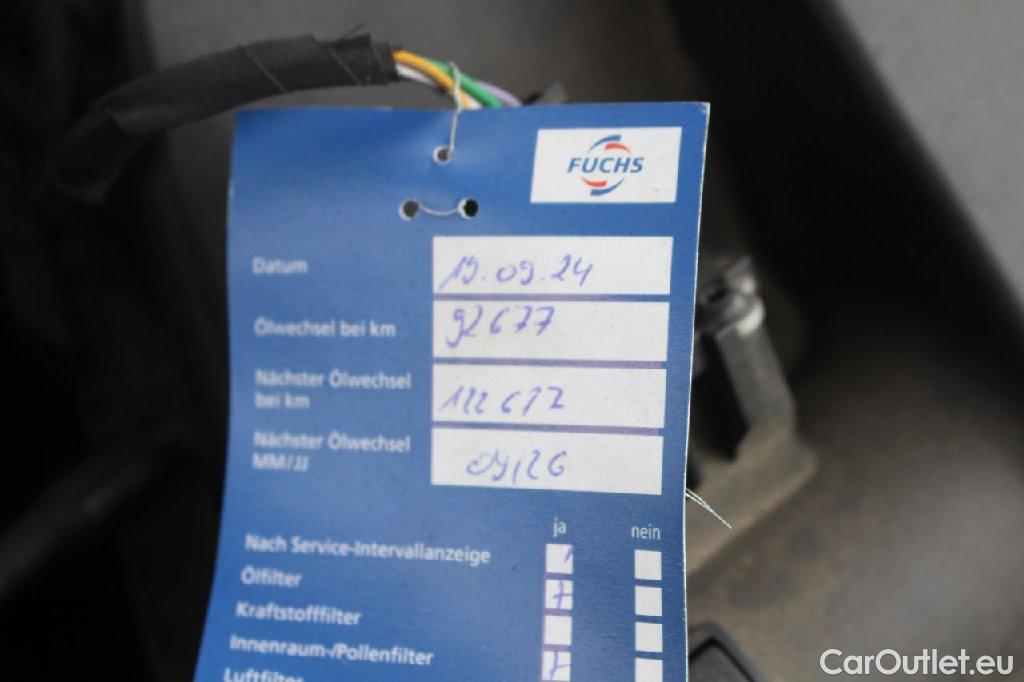 FUCHS
Datum 19.09.24
Ölwechsel bei km 92677
Nächster Ölwechsel
bei km 122677
Nächster Ölwechsel
MM/JJ 09/26
ja nein
Nach Service-Intervallanzeige
Ölfilter
Kraftstofffilter
Innenraum-/Pollenfilter
Luftfilter
CarOutlet.eu